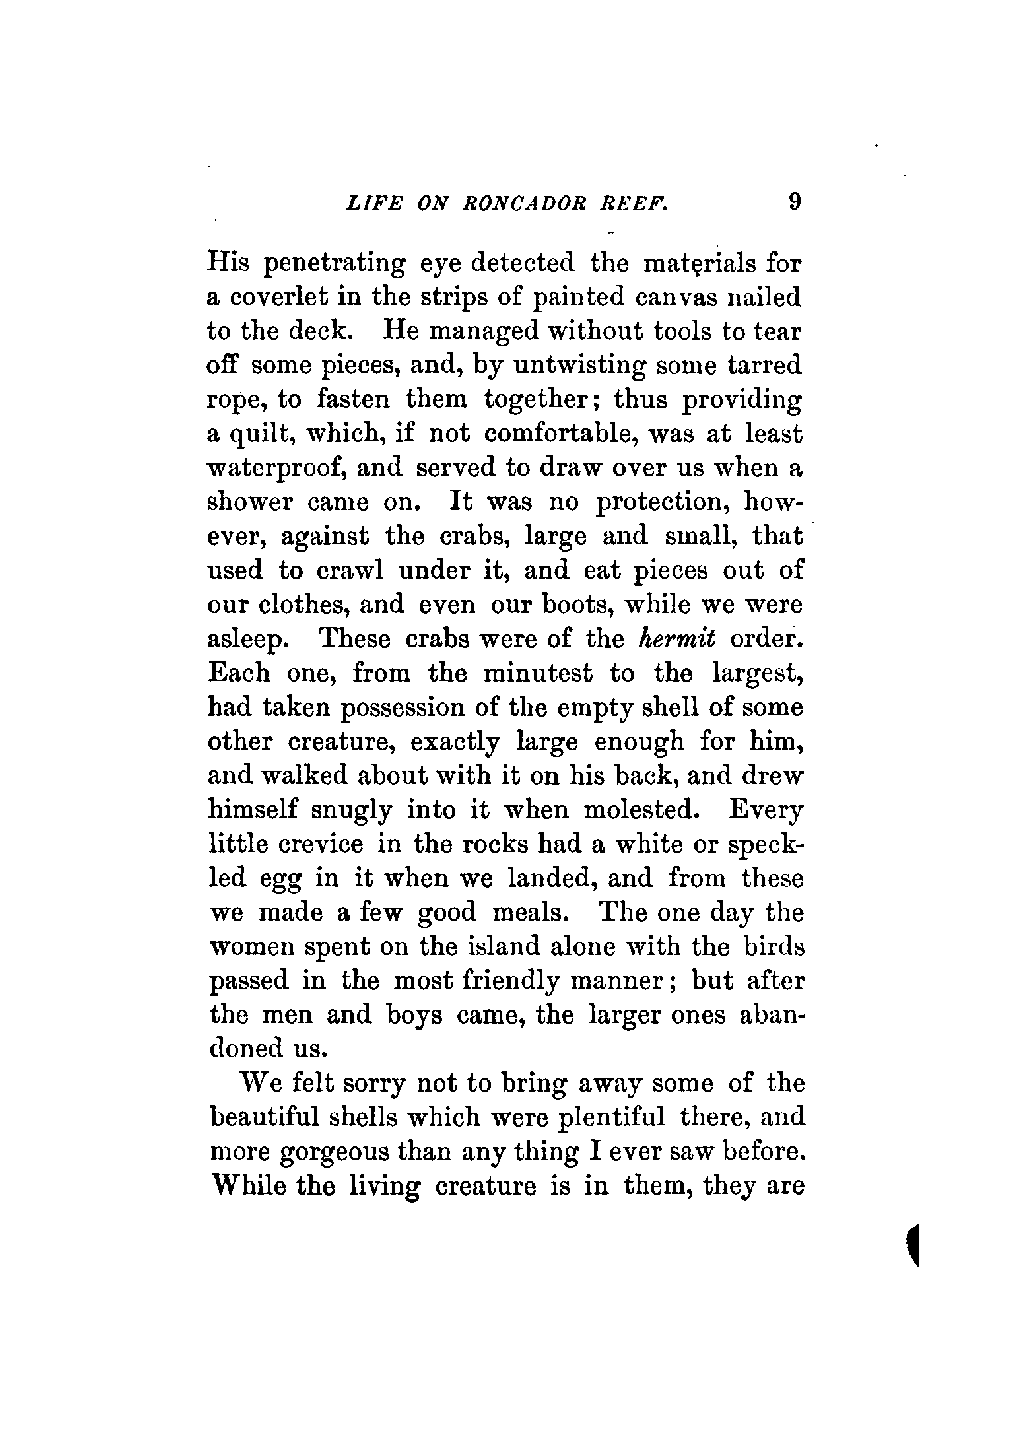 LIFE ON RONCADOR REEF. 9
His penetrating eye detected the materials for
a coverlet in the strips of painted canvas nailed
to the deck. He managed without tools to tear
off some pieces, and, by untwisting some tarred
rope, to fasten them together; thus providing
a quilt, which, if not comfortable, was at least
waterproof, and served to draw over us when a
shower came on. It was no protection, how-
ever, against the crabs, large and small, that
used to crawl under it, and eat pieces out of
our clothes, and even our boots, while we were
asleep. These crabs were of the hermit order.
Each one, from the minutest to the largest,
had taken possession of the empty shell of some
other creature, exactly large enough for him,
and walked about with it on his back, and drew
himself snugly into it when molested. Every
little crevice in the rocks had a white or speck-
led egg in it when we landed, and from these
we made a few good meals. The one day the
women spent on the island alone with the birds
passed in the most friendly manner; but after
the men and boys came, the larger ones aban-
doned us.
We felt sorry not to bring away some of the
beautiful shells which were plentiful there, and
more gorgeous than any thing I ever saw before.
While the living creature is in them, they are